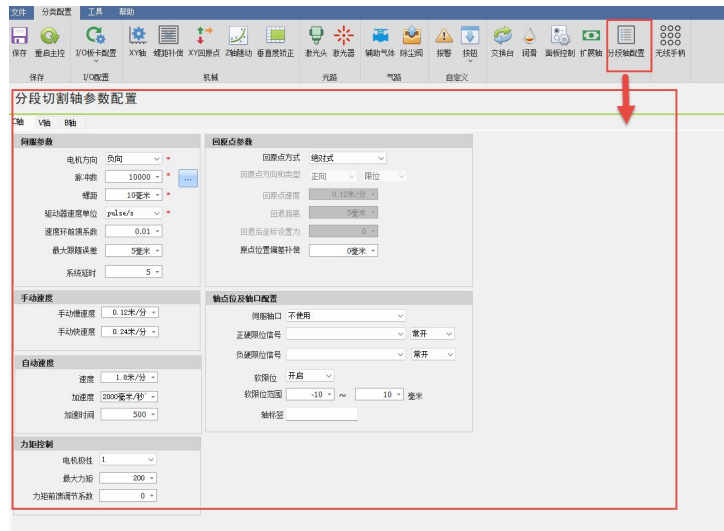 文件 分类配置 工具 帮助
保存 重启主控 I/O板卡配置 XY轴 螺距补偿 XY回原点 Z轴随动 垂直度矫正 激光头 激光器 辅助气体 除尘阀 报警 按钮 交换台 润滑 面板控制 扩展轴 分段轴配置 无线手柄
保存 I/O配置 机械 光路 气路 自定义
分段切割轴参数配置
V轴 B轴
伺服参数
电机方向 负向 *
脉冲数 10000 * ...
螺距 10毫米 *
驱动器速度单位 pulse/s *
速度环前馈系数 0.01
最大跟随误差 5毫米
系统延时 5
手动速度
手动慢速度 0.12米/分
手动快速度 0.24米/分
自动速度
速度 1.8米/分
加速度 2000毫米/秒
加速时间 500
力矩控制
电机极性 1
最大力矩 200
力矩前馈调节系数 0
回原点参数
回原点方式 绝对式
回原点方向和类型 正向 限位
回原点速度 0.12米/分
回退距离 5毫米
回退后坐标设置为 0
原点位置偏差补偿 0毫米
轴点位及轴口配置
伺服轴口 不使用
正硬限位信号 常开
负硬限位信号 常开
软限位 开启
软限位范围 -10 ~ 10 毫米
轴标签